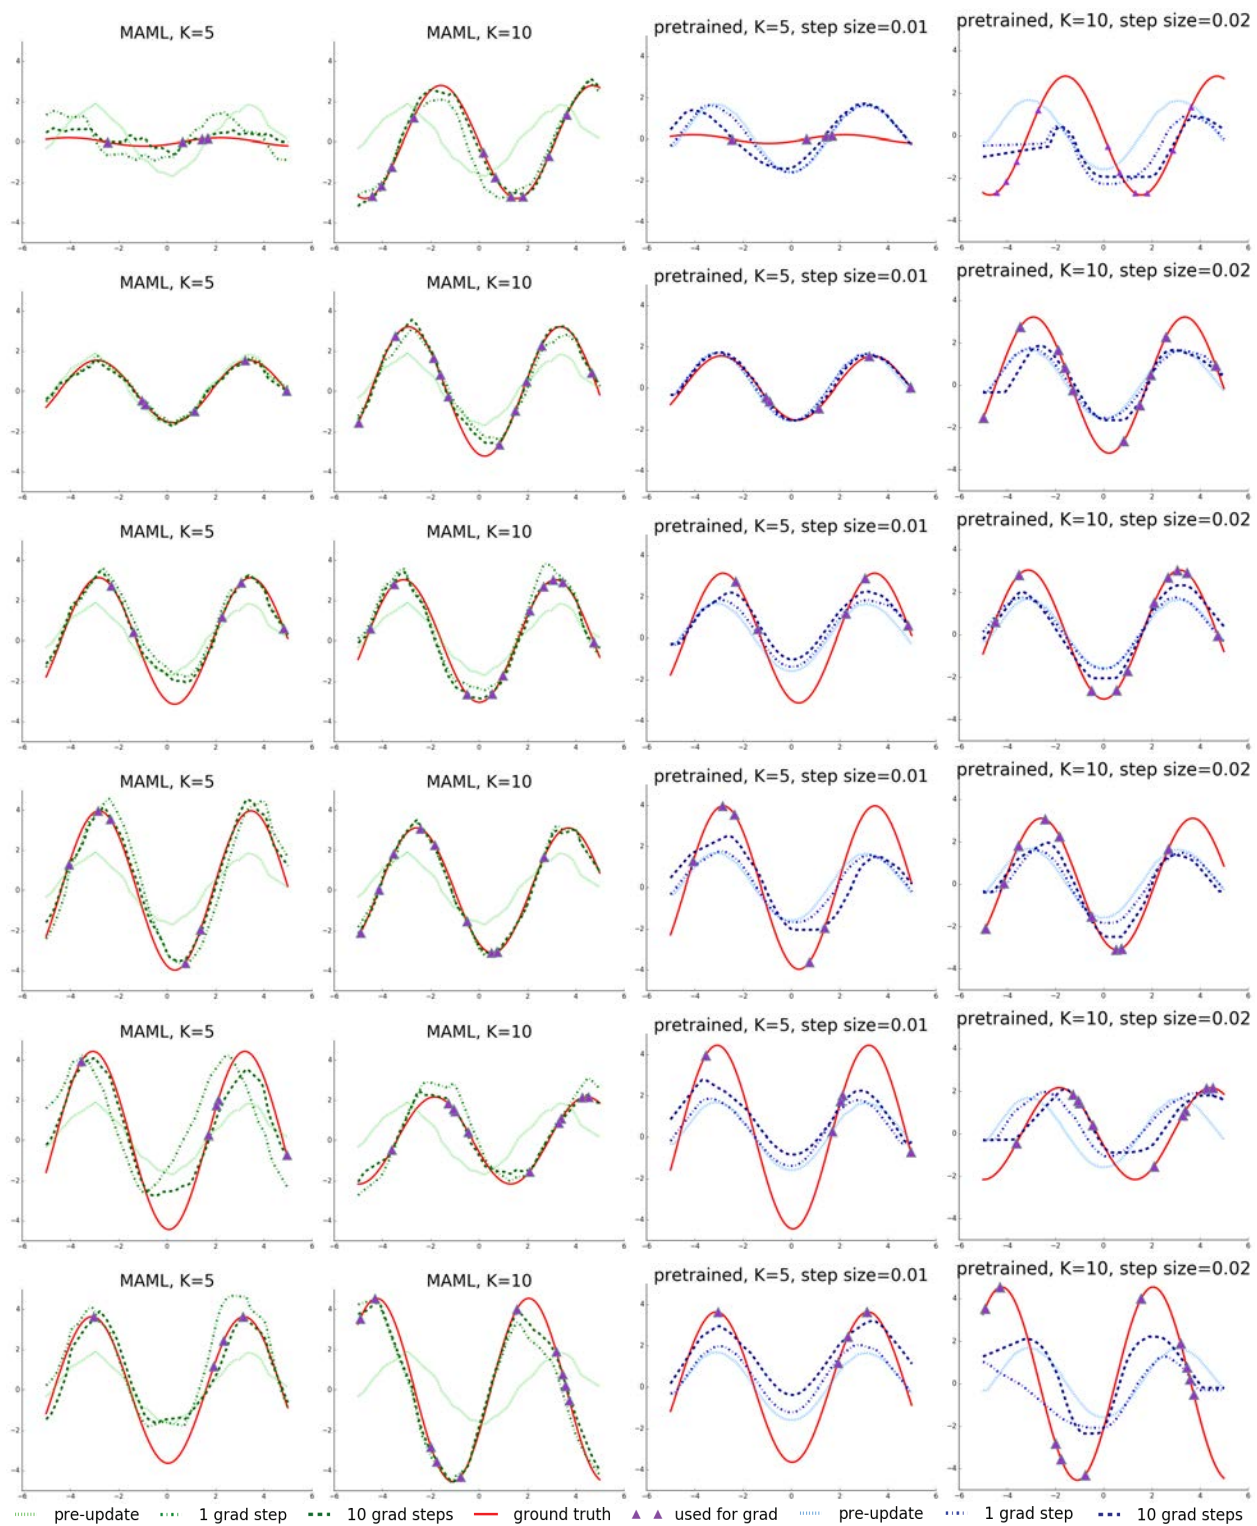 MAML, K=5
MAML, K=10
pretrained, K=5, step size=0.01
pretrained, K=10, step size=0.02
MAML, K=5
MAML, K=10
pretrained, K=5, step size=0.01
pretrained, K=10, step size=0.02
MAML, K=5
MAML, K=10
pretrained, K=5, step size=0.01
pretrained, K=10, step size=0.02
MAML, K=5
MAML, K=10
pretrained, K=5, step size=0.01
pretrained, K=10, step size=0.02
MAML, K=5
MAML, K=10
pretrained, K=5, step size=0.01
pretrained, K=10, step size=0.02
MAML, K=5
MAML, K=10
pretrained, K=5, step size=0.01
pretrained, K=10, step size=0.02
pre-update 1 grad step 10 grad steps ground truth used for grad pre-update 1 grad step 10 grad steps